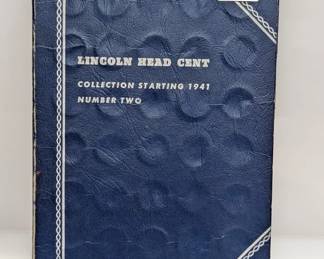 LINCOLN HEAD CENT
COLLECTION STARTING 1941
NUMBER TWO